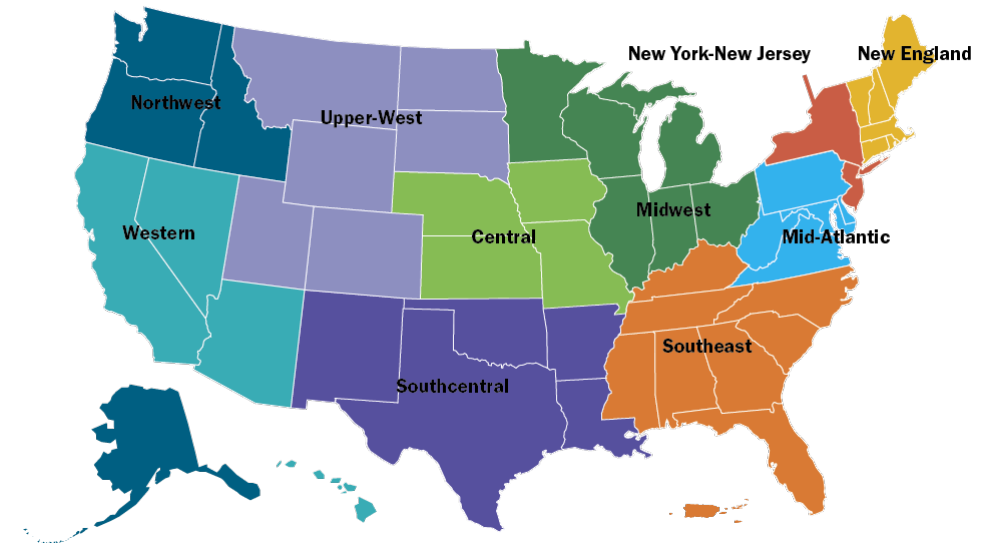 New York-New Jersey
New England
Northwest
Upper-West
Western
Central
Midwest
Mid-Atlantic
Southeast
Southcentral